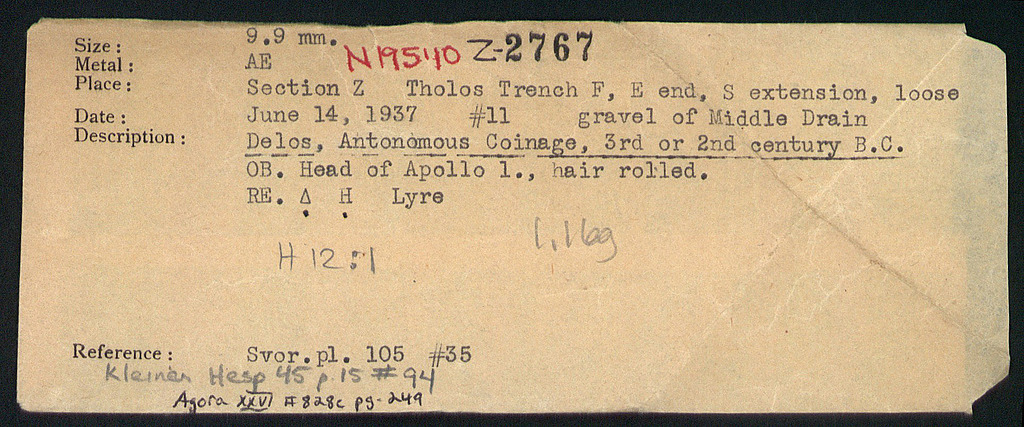 Size : 9.9 mm. N19540 Z-2767
Metal : AE
Place : Section Z Tholos Trench F, E end, S extension, loose
Date : June 14, 1937 #11 gravel of Middle Drain
Description : Delos, Antonomous Coinage, 3rd or 2nd century B.C.
OB. Head of Apollo l., hair rolled.
RE. Δ Η Lyre
1.16g
H 12:1
Reference : Svor.pl. 105 #35
Kleiner Hesp 45 p.15 #94
Agora XXVI #828c pg. 249